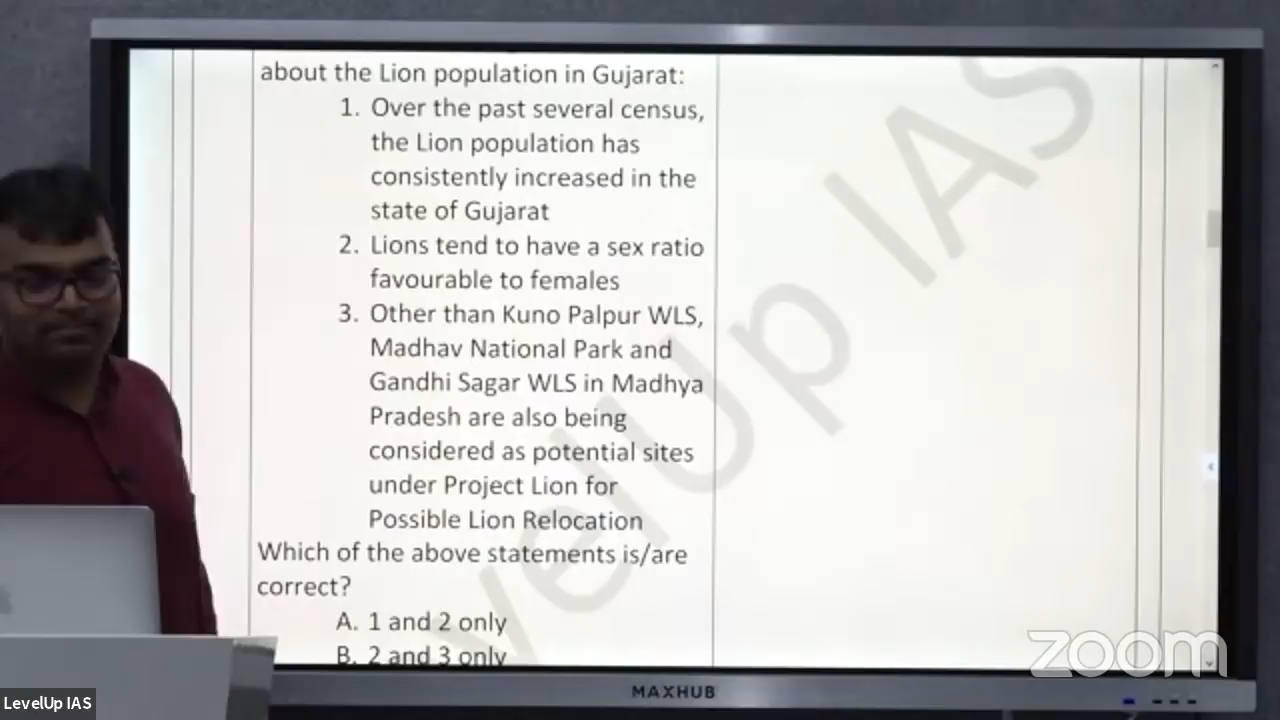 about the Lion population in Gujarat:
1. Over the past several census,
the Lion population has
consistently increased in the
state of Gujarat
2. Lions tend to have a sex ratio
favourable to females
3. Other than Kuno Palpur WLS,
Madhav National Park and
Gandhi Sagar WLS in Madhya
Pradesh are also being
considered as potential sites
under Project Lion for
Possible Lion Relocation
Which of the above statements is/are
correct?
A. 1 and 2 only
B. 2 and 3 only
velUp IAS
zoom
MAXHUB
LevelUp IAS